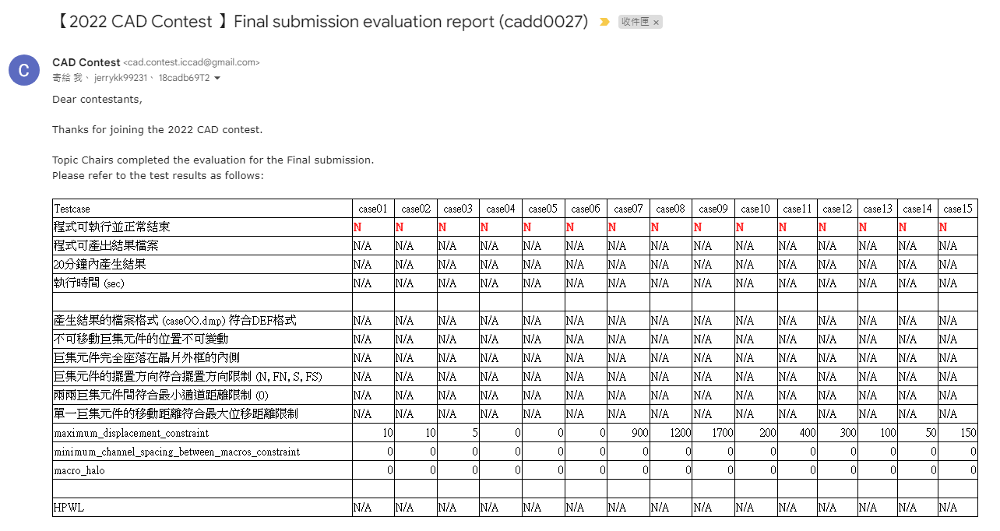 【2022 CAD Contest 】Final submission evaluation report (cadd0027) 收件匣 ×
C
CAD Contest <cad.contest.iccad@gmail.com>
寄給 我、 jerrykk99231、 18cadb69T2
Dear contestants,
Thanks for joining the 2022 CAD contest.
Topic Chairs completed the evaluation for the Final submission.
Please refer to the test results as follows:
Testcase case01 case02 case03 case04 case05 case06 case07 case08 case09 case10 case11 case12 case13 case14 case15
程式可執行並正常結束 N N N N N N N N N N N N N N N
程式可產出結果檔案 N/A N/A N/A N/A N/A N/A N/A N/A N/A N/A N/A N/A N/A N/A N/A
20分鐘內產生結果 N/A N/A N/A N/A N/A N/A N/A N/A N/A N/A N/A N/A N/A N/A N/A
執行時間 (sec) N/A N/A N/A N/A N/A N/A N/A N/A N/A N/A N/A N/A N/A N/A N/A
產生結果的檔案格式 (caseOO.dmp) 符合DEF格式 N/A N/A N/A N/A N/A N/A N/A N/A N/A N/A N/A N/A N/A N/A N/A
不可移動巨集元件的位置不可變動 N/A N/A N/A N/A N/A N/A N/A N/A N/A N/A N/A N/A N/A N/A N/A
巨集元件完全座落在晶片外框的內側 N/A N/A N/A N/A N/A N/A N/A N/A N/A N/A N/A N/A N/A N/A N/A
巨集元件的擺置方向符合擺置方向限制 (N, FN, S, FS) N/A N/A N/A N/A N/A N/A N/A N/A N/A N/A N/A N/A N/A N/A N/A
兩兩巨集元件間符合最小通道距離限制 (0) N/A N/A N/A N/A N/A N/A N/A N/A N/A N/A N/A N/A N/A N/A N/A
單一巨集元件的移動距離符合最大位移距離限制 N/A N/A N/A N/A N/A N/A N/A N/A N/A N/A N/A N/A N/A N/A N/A
maximum_displacement_constraint 10 10 5 0 0 0 900 1200 1700 200 400 300 100 50 150
minimum_channel_spacing_between_macros_constraint 0 0 0 0 0 0 0 0 0 0 0 0 0 0 0
macro_halo 0 0 0 0 0 0 0 0 0 0 0 0 0 0 0
HPWL N/A N/A N/A N/A N/A N/A N/A N/A N/A N/A N/A N/A N/A N/A N/A